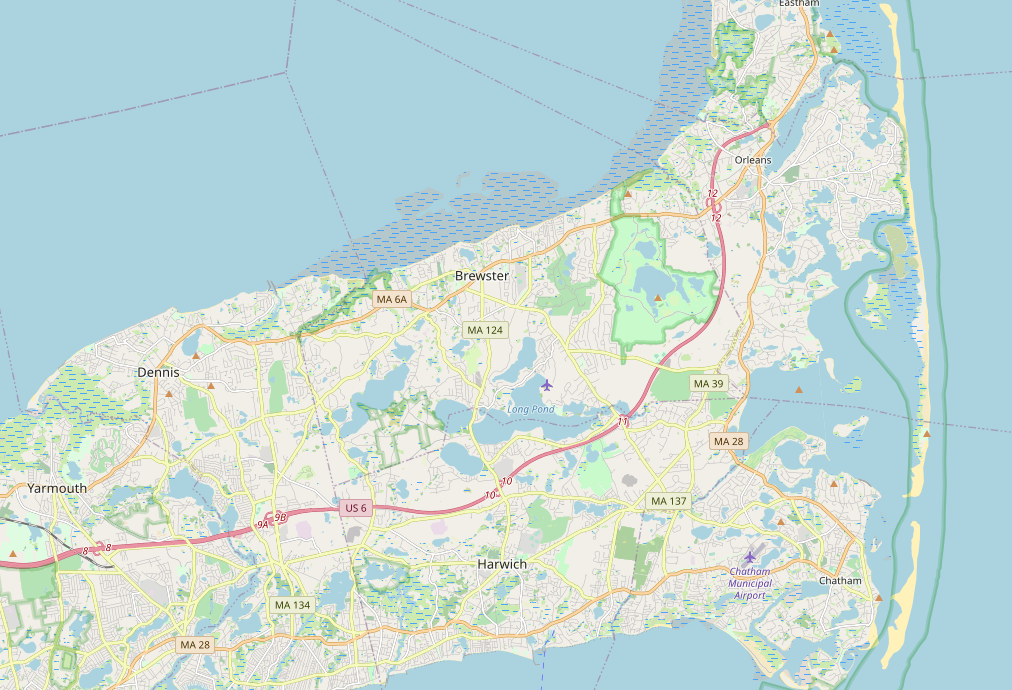 Eastham
Orleans
12
12
Brewster
MA 6A
MA 124
Dennis
MA 39
Long Pond
11
MA 28
10
10
Yarmouth
MA 137
US 6
9B
9A
8
8
Harwich
Chatham
Municipal
Airport
Chatham
MA 134
MA 28